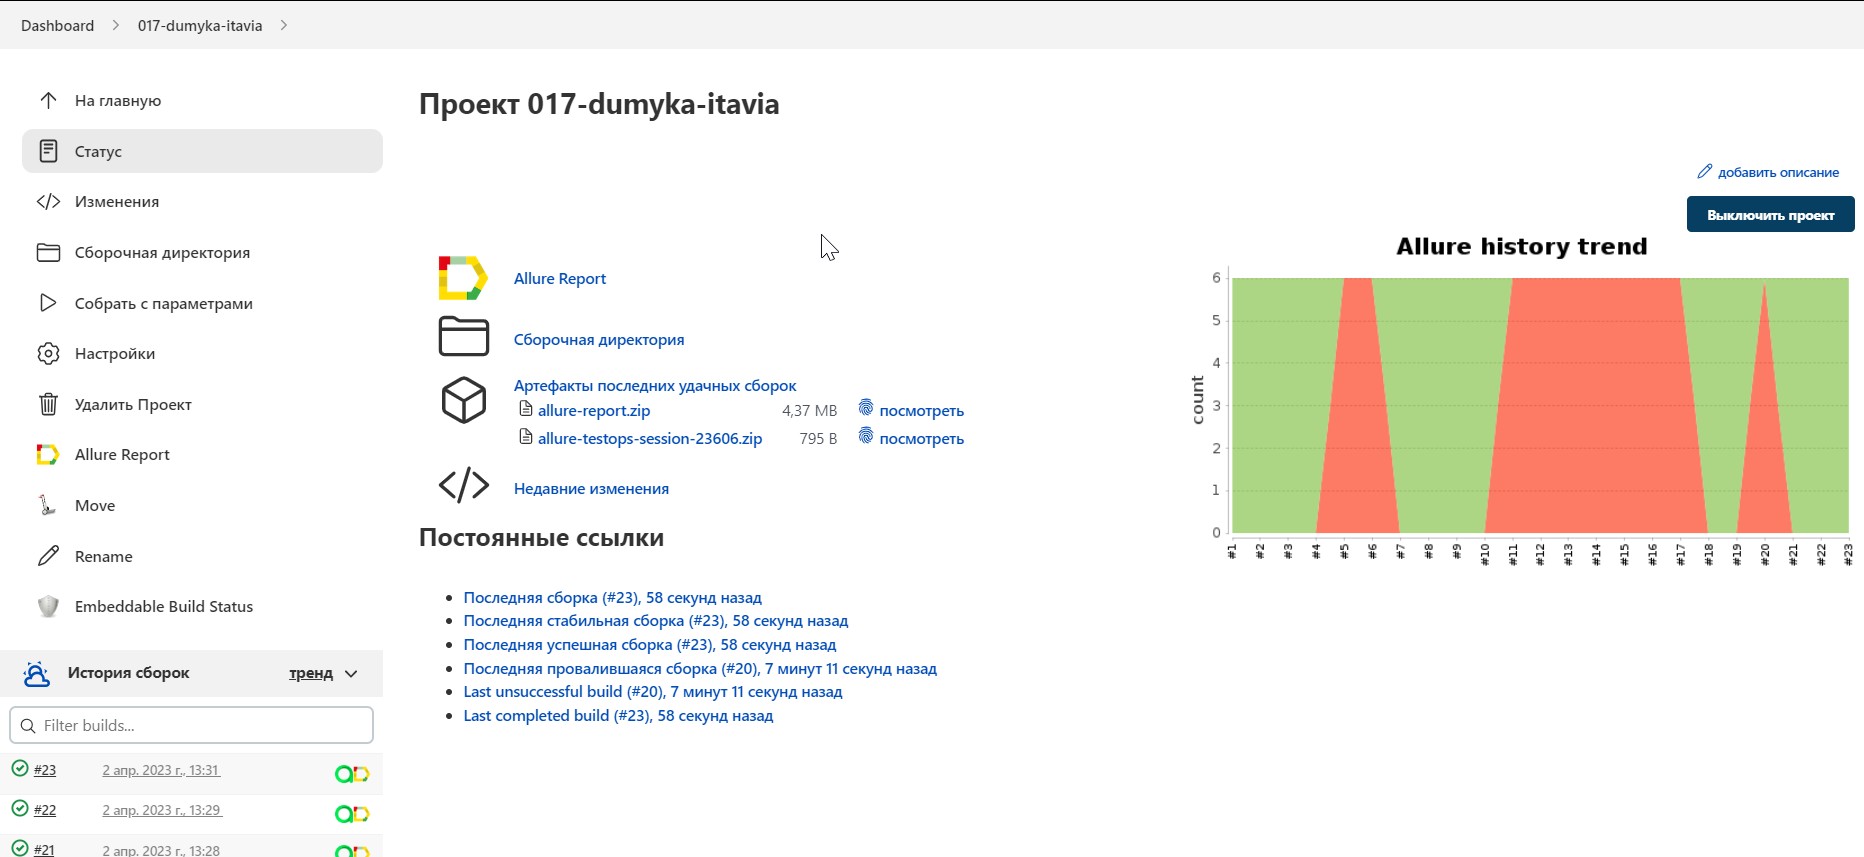 Dashboard
017-dumyka-itavia
На главную
Статус
Изменения
Сборочная директория
Собрать с параметрами
Настройки
Удалить Проект
Allure Report
Move
Rename
Embeddable Build Status
История сборок
тренд
Filter builds...
#23 2 апр. 2023 г., 13:31
#22 2 апр. 2023 г., 13:29
#21 2 апр. 2023 г., 13:28
Проект 017-dumyka-itavia
добавить описание
Выключить проект
Allure Report
Сборочная директория
Артефакты последних удачных сборок
allure-report.zip 4,37 MB посмотреть
allure-testops-session-23606.zip 795 B посмотреть
Недавние изменения
Постоянные ссылки
Последняя сборка (#23), 58 секунд назад
Последняя стабильная сборка (#23), 58 секунд назад
Последняя успешная сборка (#23), 58 секунд назад
Последняя провалившаяся сборка (#20), 7 минут 11 секунд назад
Last unsuccessful build (#20), 7 минут 11 секунд назад
Last completed build (#23), 58 секунд назад
Allure history trend
count
6
5
4
3
2
1
0
#1 #2 #3 #4 #5 #6 #7 #8 #9 #10 #11 #12 #13 #14 #15 #16 #17 #18 #19 #20 #21 #22 #23